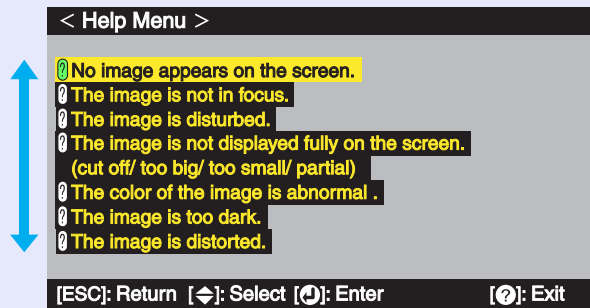 < Help Menu >
? No image appears on the screen.
? The image is not in focus.
? The image is disturbed.
? The image is not displayed fully on the screen.
(cut off/ too big/ too small/ partial)
? The color of the image is abnormal .
? The image is too dark.
? The image is distorted.
[ESC]: Return [◆]: Select [⏎]: Enter [?]: Exit